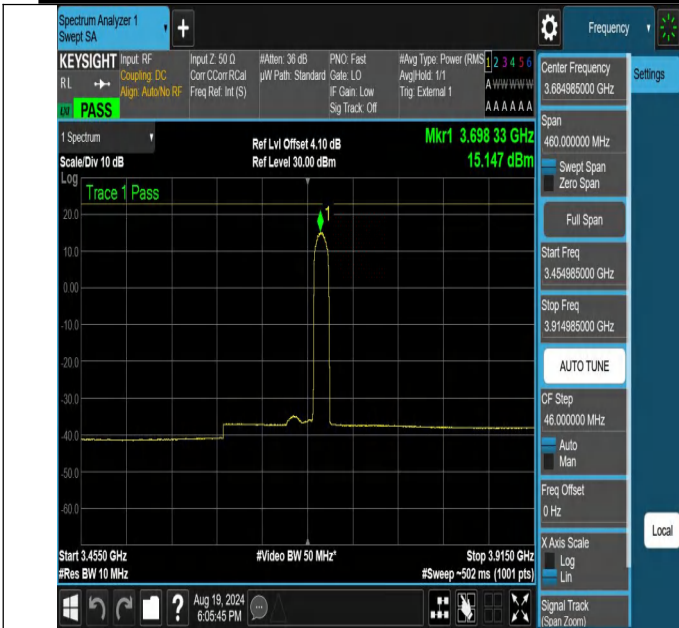 Spectrum Analyzer 1
Swept SA
+
Frequency
KEYSIGHT
RL
PASS
Input: RF
Coupling: DC
Align: Auto/No RF
Input Z: 50 Ω
Corr CCorr RCal
Freq Ref: Int (S)
#Atten: 36 dB
µW Path: Standard
PNO: Fast
Gate: LO
IF Gain: Low
Sig Track: Off
#Avg Type: Power (RMS
Avg|Hold: 1/1
Trig: External 1
1 2 3 4 5 6
A W W W W W
A A A A A A
Center Frequency
3.684985000 GHz
Settings
Span
460.000000 MHz
Swept Span
Zero Span
Full Span
Start Freq
3.454985000 GHz
Stop Freq
3.914985000 GHz
AUTO TUNE
CF Step
46.000000 MHz
Auto
Man
Freq Offset
0 Hz
X Axis Scale
Log
Lin
Signal Track
(Span Zoom)
Local
1 Spectrum
Scale/Div 10 dB
Log
Ref Lvl Offset 4.10 dB
Ref Level 30.00 dBm
Mkr1 3.698 33 GHz
15.147 dBm
Trace 1 Pass
1
20.0
10.0
0.00
-10.0
-20.0
-30.0
-40.0
-50.0
-60.0
Start 3.4550 GHz
#Res BW 10 MHz
#Video BW 50 MHz*
Stop 3.9150 GHz
#Sweep ~502 ms (1001 pts)
?
Aug 19, 2024
6:05:45 PM